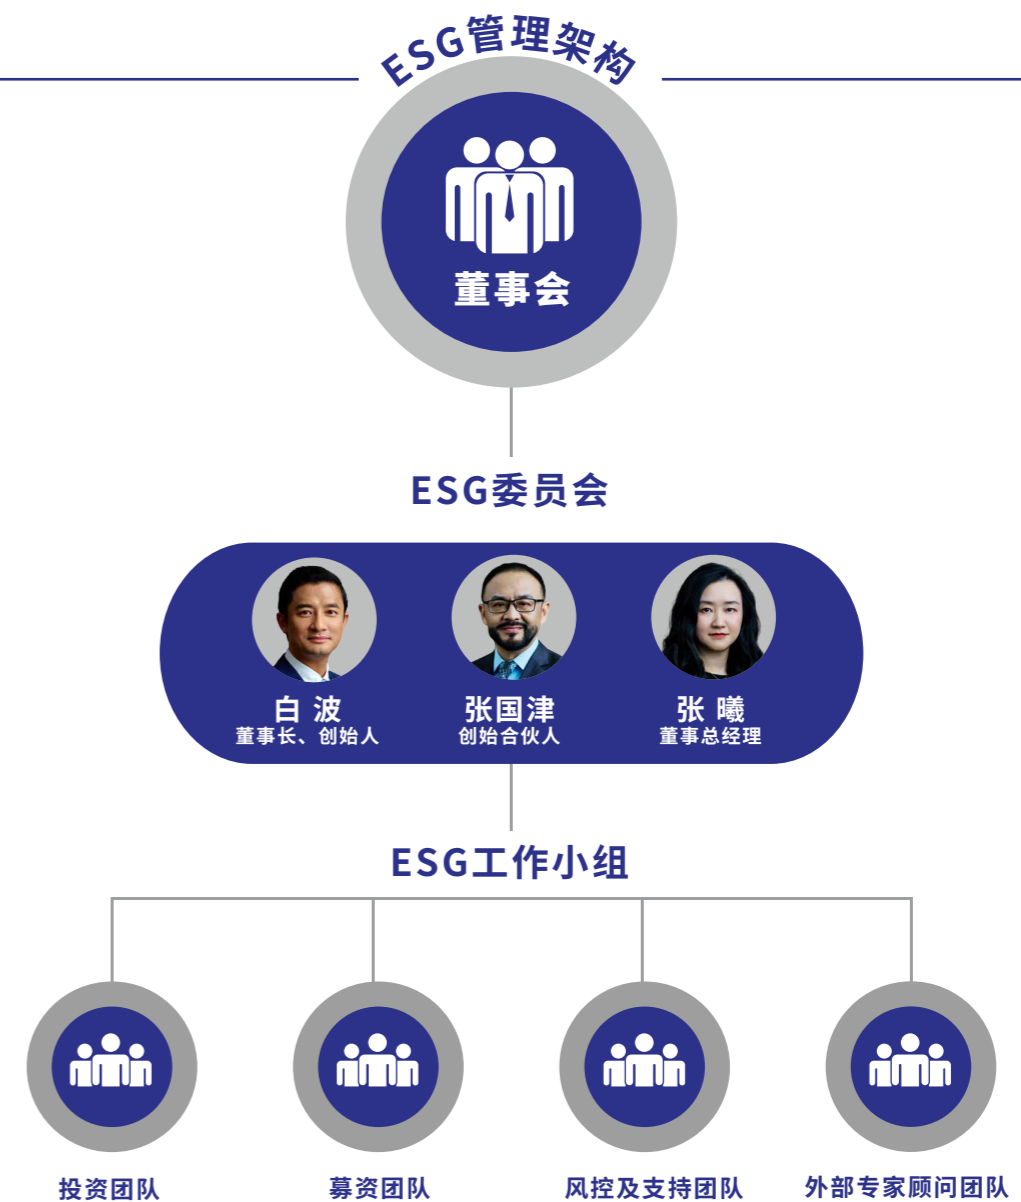 ESG管理架构
董事会
ESG委员会
白 波
董事长、创始人
张国津
创始合伙人
张 曦
董事总经理
ESG工作小组
投资团队
募资团队
风控及支持团队
外部专家顾问团队